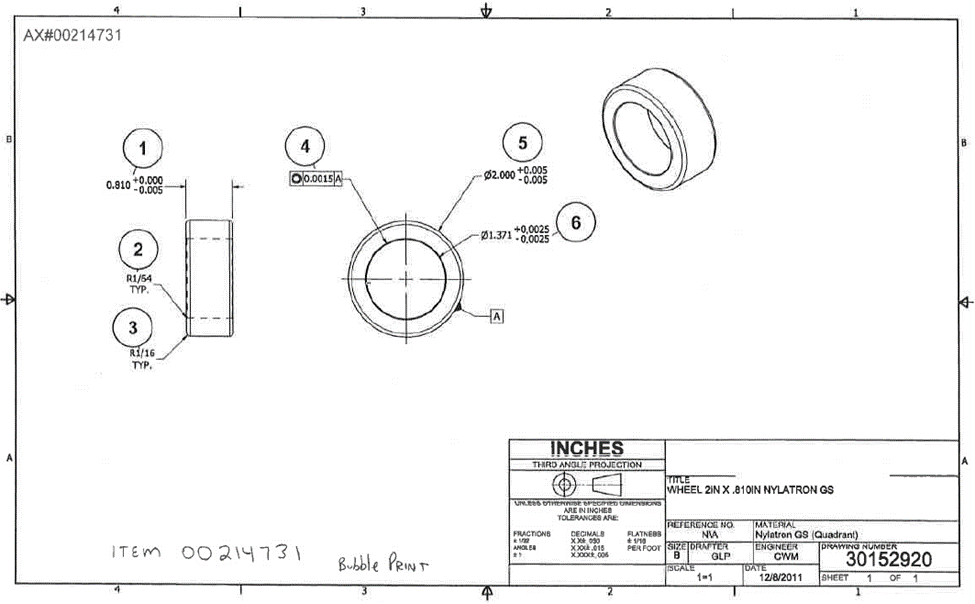 4 3 2 1
AX#00214731
B B
1
0.810 +0.000
-0.005
4
◎ 0.0015 A
5
Ø2.000 +0.005
-0.005
6
Ø1.371 +0.0025
-0.0025
2
R1/64
TYP.
3
R1/16
TYP.
A
A A
INCHES
THIRD ANGLE PROJECTION
UNLESS OTHERWISE SPECIFIED DIMENSIONS
ARE IN INCHES
TOLERANCES ARE:
FRACTIONS DECIMALS FLATNESS
± 1/32 X.X± .030 ± 1/16
ANGLES X.XX± .015 PER FOOT
± 1 X.XXX± .005
TITLE
WHEEL 2IN X .810IN NYLATRON GS
REFERENCE NO. MATERIAL
N\A Nylatron GS (Quadrant)
SIZE DRAFTER ENGINEER DRAWING NUMBER
B GLP CWM 30152920
SCALE DATE
1=1 12/8/2011 SHEET 1 OF 1
ITEM 00214731
Bubble Print
4 3 2 1